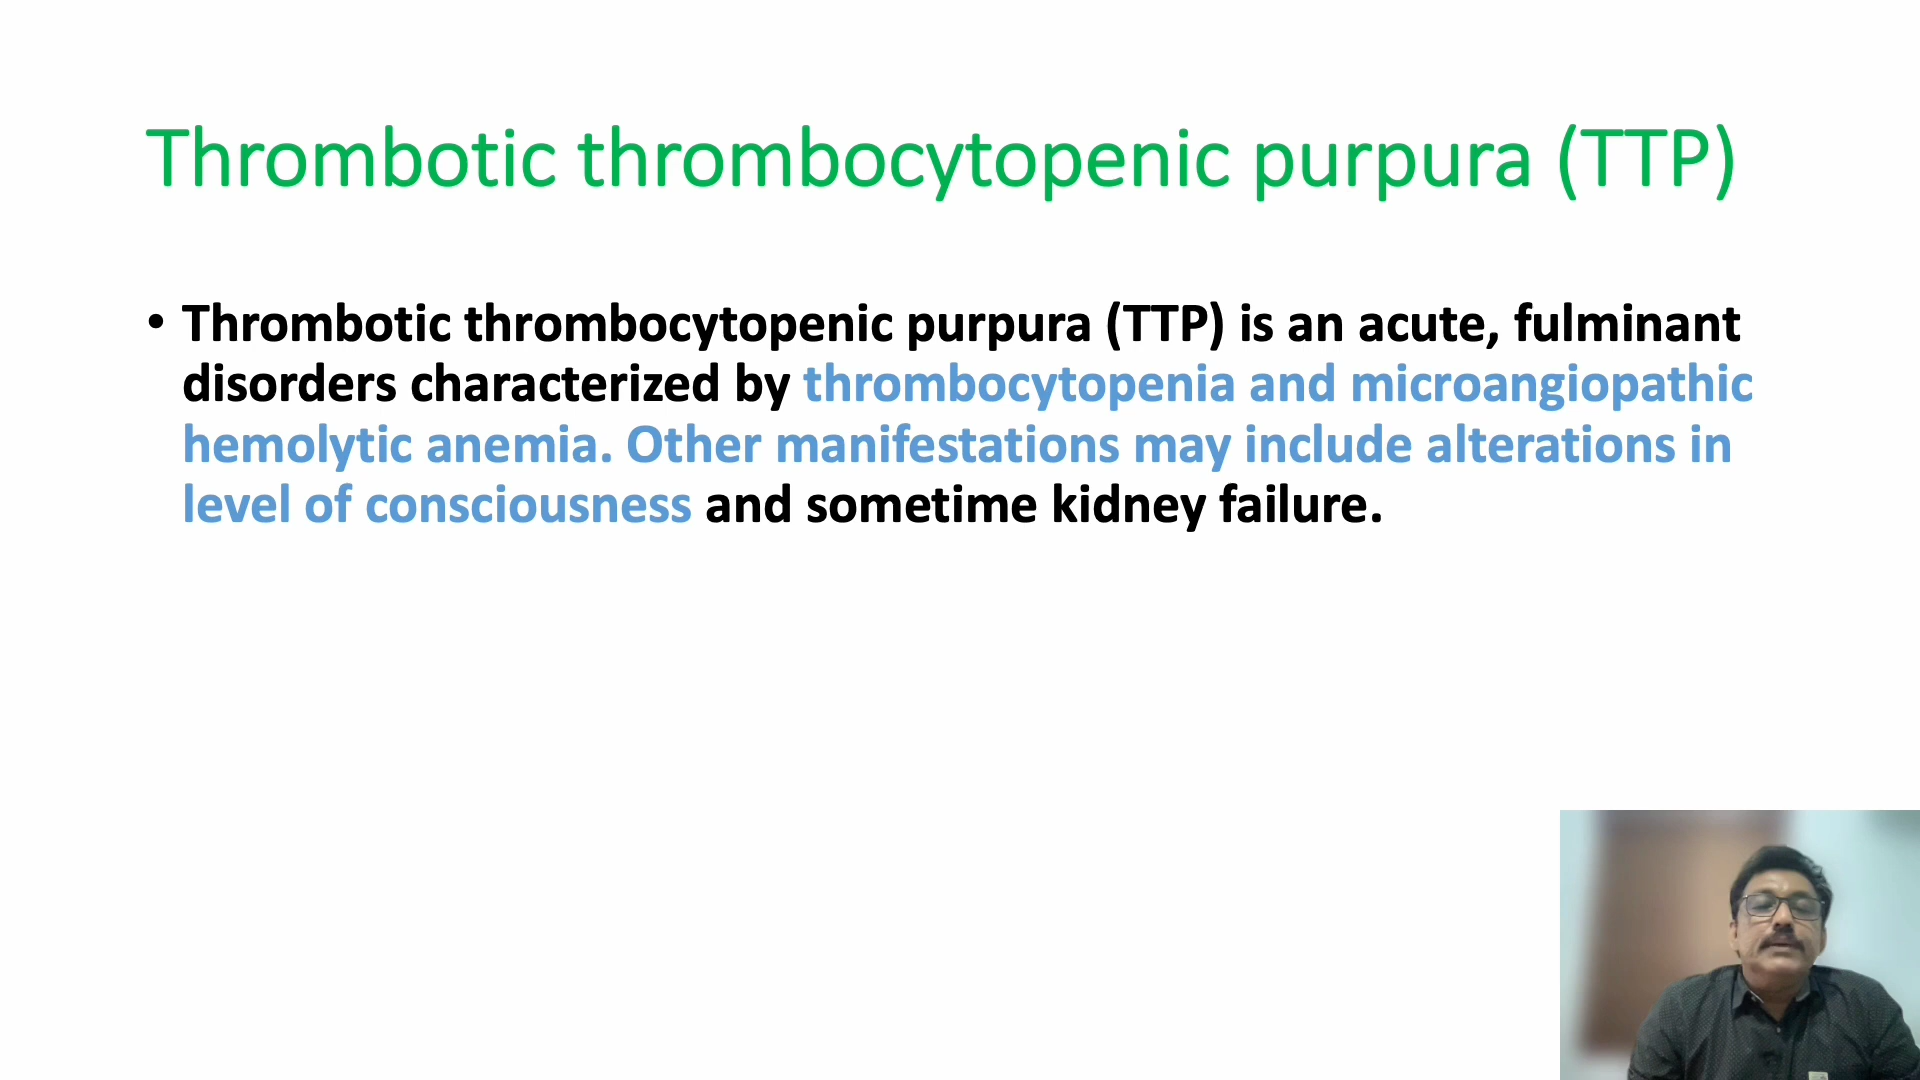 Thrombotic thrombocytopenic purpura (TTP)
• Thrombotic thrombocytopenic purpura (TTP) is an acute, fulminant
disorders characterized by thrombocytopenia and microangiopathic
hemolytic anemia. Other manifestations may include alterations in
level of consciousness and sometime kidney failure.